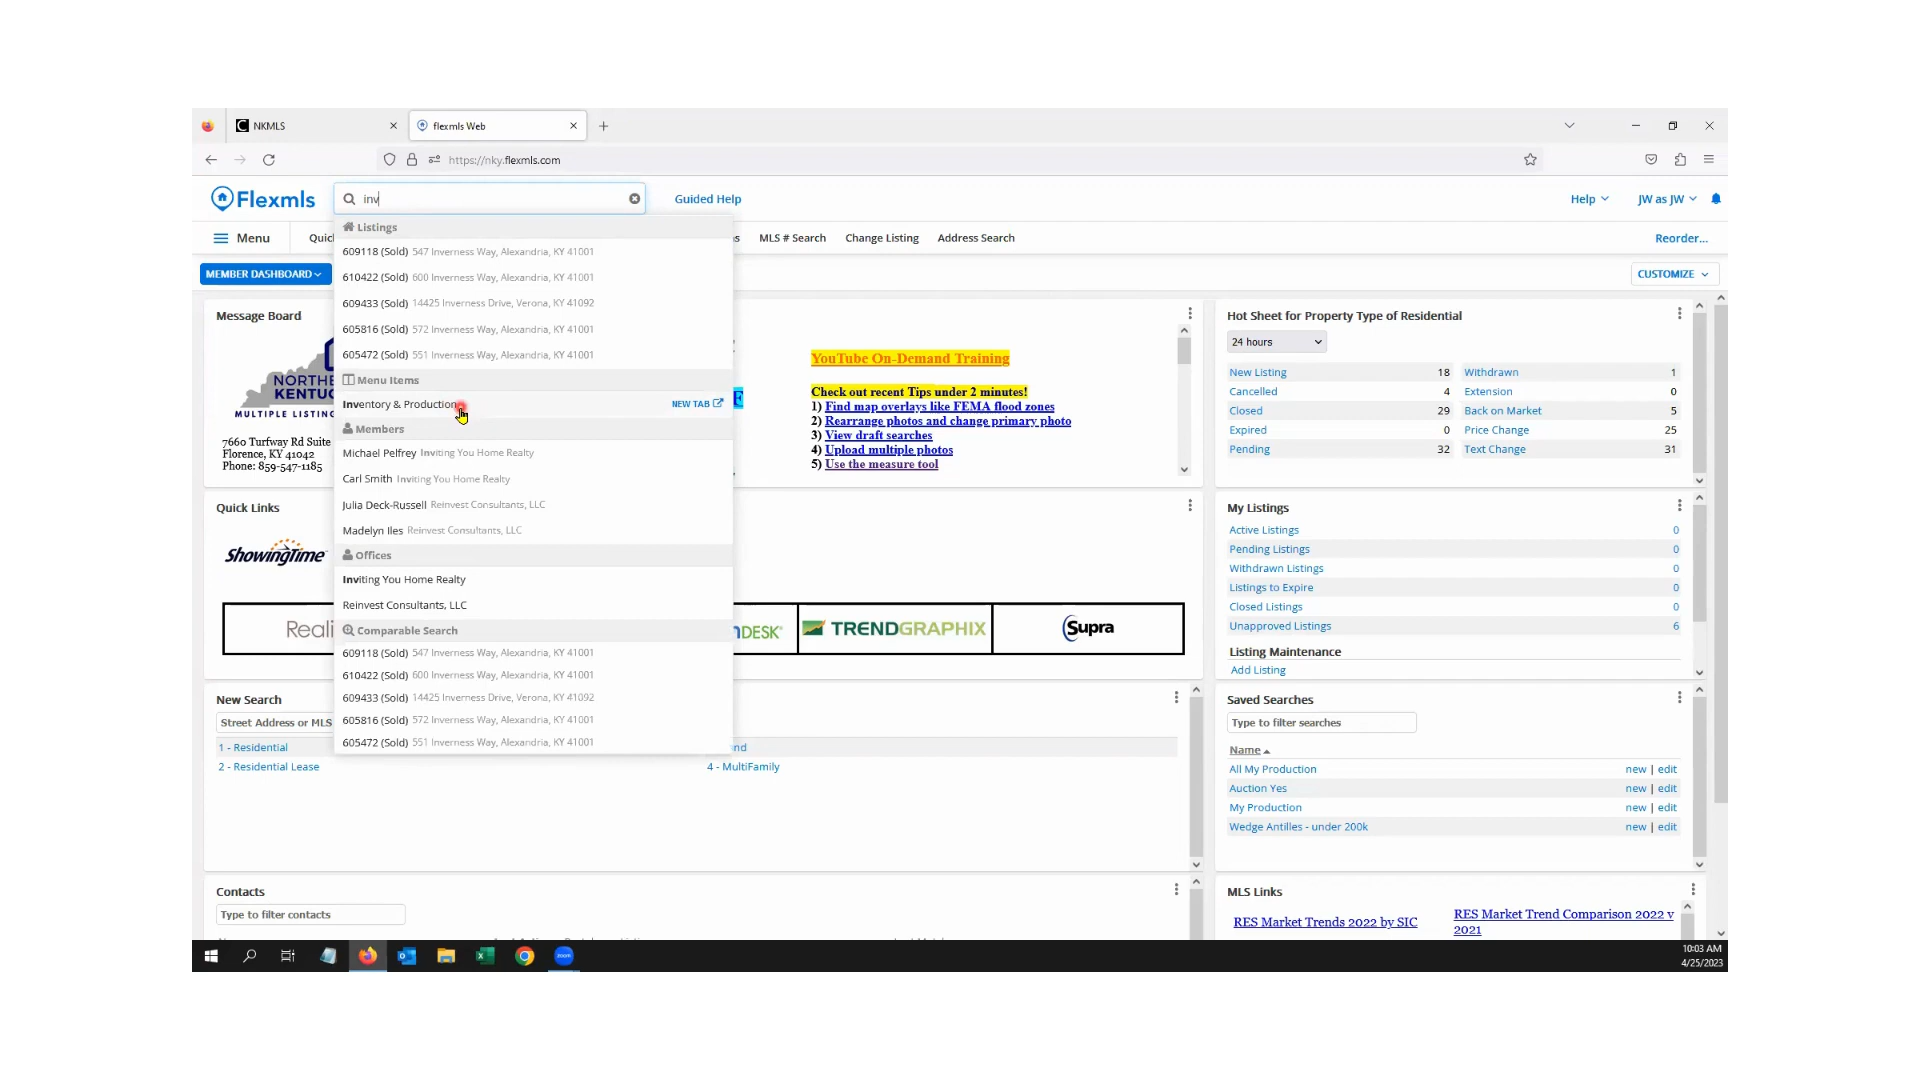 NKMLS
flexmls Web
https://nky.flexmls.com
Flexmls
inv
Guided Help
Help
JW as JW
Menu
MLS # Search
Change Listing
Address Search
Reorder...
MEMBER DASHBOARD
CUSTOMIZE
Listings
609118 (Sold) 547 Inverness Way, Alexandria, KY 41001
610422 (Sold) 600 Inverness Way, Alexandria, KY 41001
609433 (Sold) 14425 Inverness Drive, Verona, KY 41092
605816 (Sold) 572 Inverness Way, Alexandria, KY 41001
605472 (Sold) 551 Inverness Way, Alexandria, KY 41001
Menu Items
Inventory & Production
NEW TAB
Members
Michael Pelfrey Inviting You Home Realty
Carl Smith Inviting You Home Realty
Julia Deck-Russell Reinvest Consultants, LLC
Madelyn Iles Reinvest Consultants, LLC
Offices
Inviting You Home Realty
Reinvest Consultants, LLC
Comparable Search
609118 (Sold) 547 Inverness Way, Alexandria, KY 41001
610422 (Sold) 600 Inverness Way, Alexandria, KY 41001
609433 (Sold) 14425 Inverness Drive, Verona, KY 41092
605816 (Sold) 572 Inverness Way, Alexandria, KY 41001
605472 (Sold) 551 Inverness Way, Alexandria, KY 41001
Message Board
7660 Turfway Rd Suite
Florence, KY 41042
Phone: 859-547-1185
YouTube On-Demand Training
Check out recent Tips under 2 minutes!
1) Find map overlays like FEMA flood zones
2) Rearrange photos and change primary photo
3) View draft searches
4) Upload multiple photos
5) Use the measure tool
Hot Sheet for Property Type of Residential
24 hours
New Listing 18 Withdrawn 1
Cancelled 4 Extension 0
Closed 29 Back on Market 5
Expired 0 Price Change 25
Pending 32 Text Change 31
Quick Links
ShowingTime
TRENDGRAPHIX
Supra
My Listings
Active Listings 0
Pending Listings 0
Withdrawn Listings 0
Listings to Expire 0
Closed Listings 0
Unapproved Listings 6
Listing Maintenance
Add Listing
New Search
Street Address or MLS
1 - Residential
2 - Residential Lease
4 - MultiFamily
Saved Searches
Type to filter searches
Name
All My Production new | edit
Auction Yes new | edit
My Production new | edit
Wedge Antilles - under 200k new | edit
Contacts
Type to filter contacts
MLS Links
RES Market Trends 2022 by SIC
RES Market Trend Comparison 2022 v
2021
10:03 AM
4/25/2023